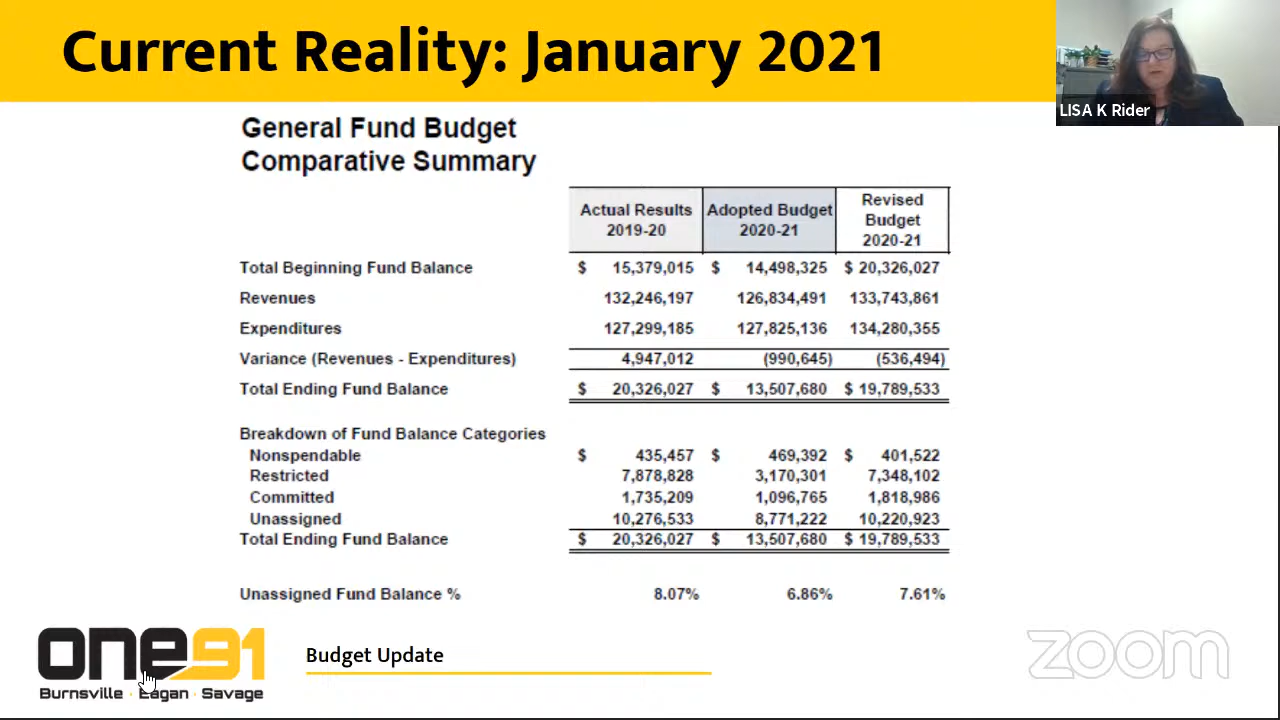 Current Reality: January 2021
LISA K Rider
General Fund Budget
Comparative Summary
Actual Results 2019-20 Adopted Budget 2020-21 Revised Budget 2020-21
Total Beginning Fund Balance $ 15,379,015 $ 14,498,325 $ 20,326,027
Revenues 132,246,197 126,834,491 133,743,861
Expenditures 127,299,185 127,825,136 134,280,355
Variance (Revenues - Expenditures) 4,947,012 (990,645) (536,494)
Total Ending Fund Balance $ 20,326,027 $ 13,507,680 $ 19,789,533
Breakdown of Fund Balance Categories
Nonspendable $ 435,457 $ 469,392 $ 401,522
Restricted 7,878,828 3,170,301 7,348,102
Committed 1,735,209 1,096,765 1,818,986
Unassigned 10,276,533 8,771,222 10,220,923
Total Ending Fund Balance $ 20,326,027 $ 13,507,680 $ 19,789,533
Unassigned Fund Balance % 8.07% 6.86% 7.61%
one91
Burnsville · Eagan · Savage
Budget Update
zoom